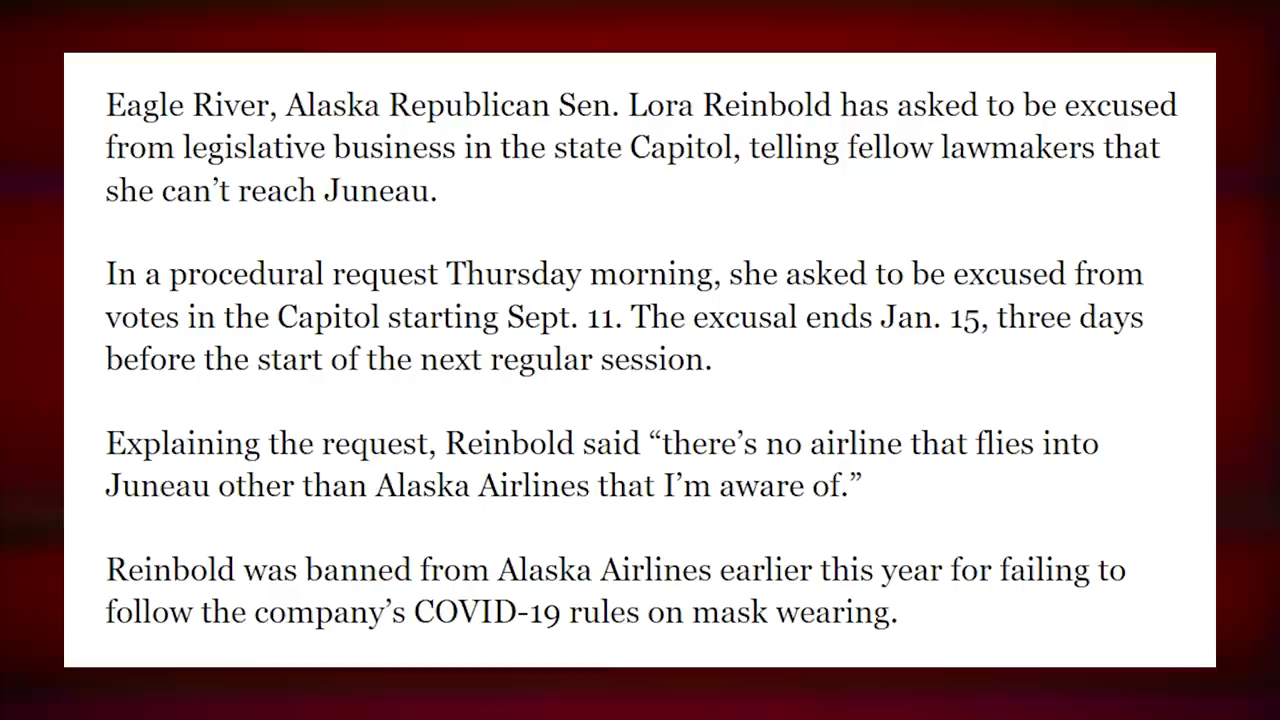 Eagle River, Alaska Republican Sen. Lora Reinbold has asked to be excused
from legislative business in the state Capitol, telling fellow lawmakers that
she can’t reach Juneau.
In a procedural request Thursday morning, she asked to be excused from
votes in the Capitol starting Sept. 11. The excusal ends Jan. 15, three days
before the start of the next regular session.
Explaining the request, Reinbold said “there’s no airline that flies into
Juneau other than Alaska Airlines that I’m aware of.”
Reinbold was banned from Alaska Airlines earlier this year for failing to
follow the company’s COVID-19 rules on mask wearing.